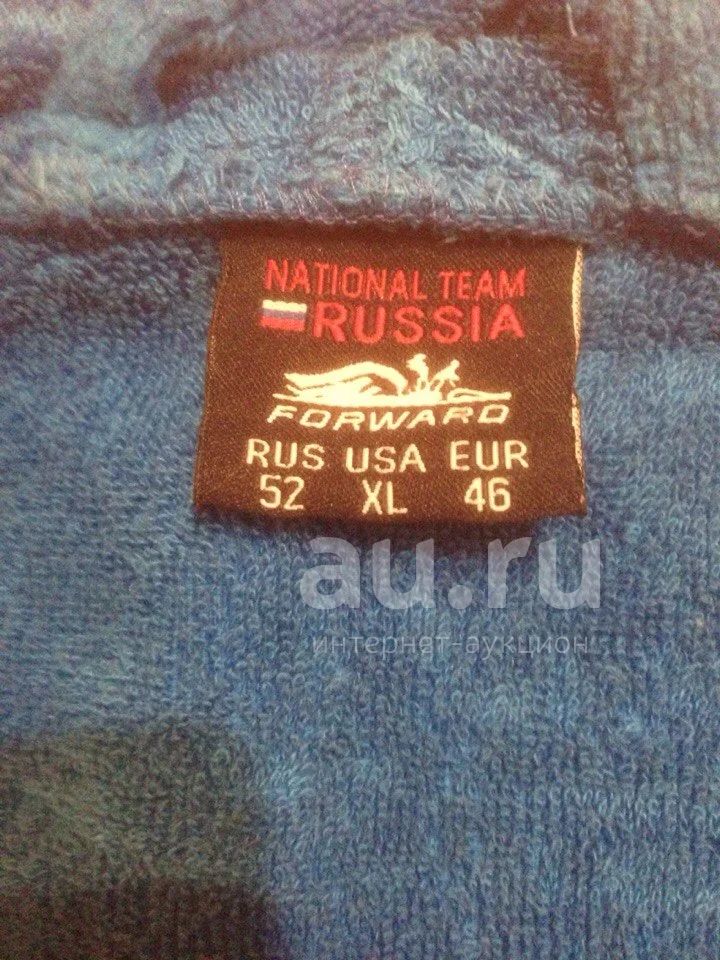 NATIONAL TEAM
RUSSIA
FORWARD
RUS USA EUR
52 XL 46
au.ru
интернет-аукцион